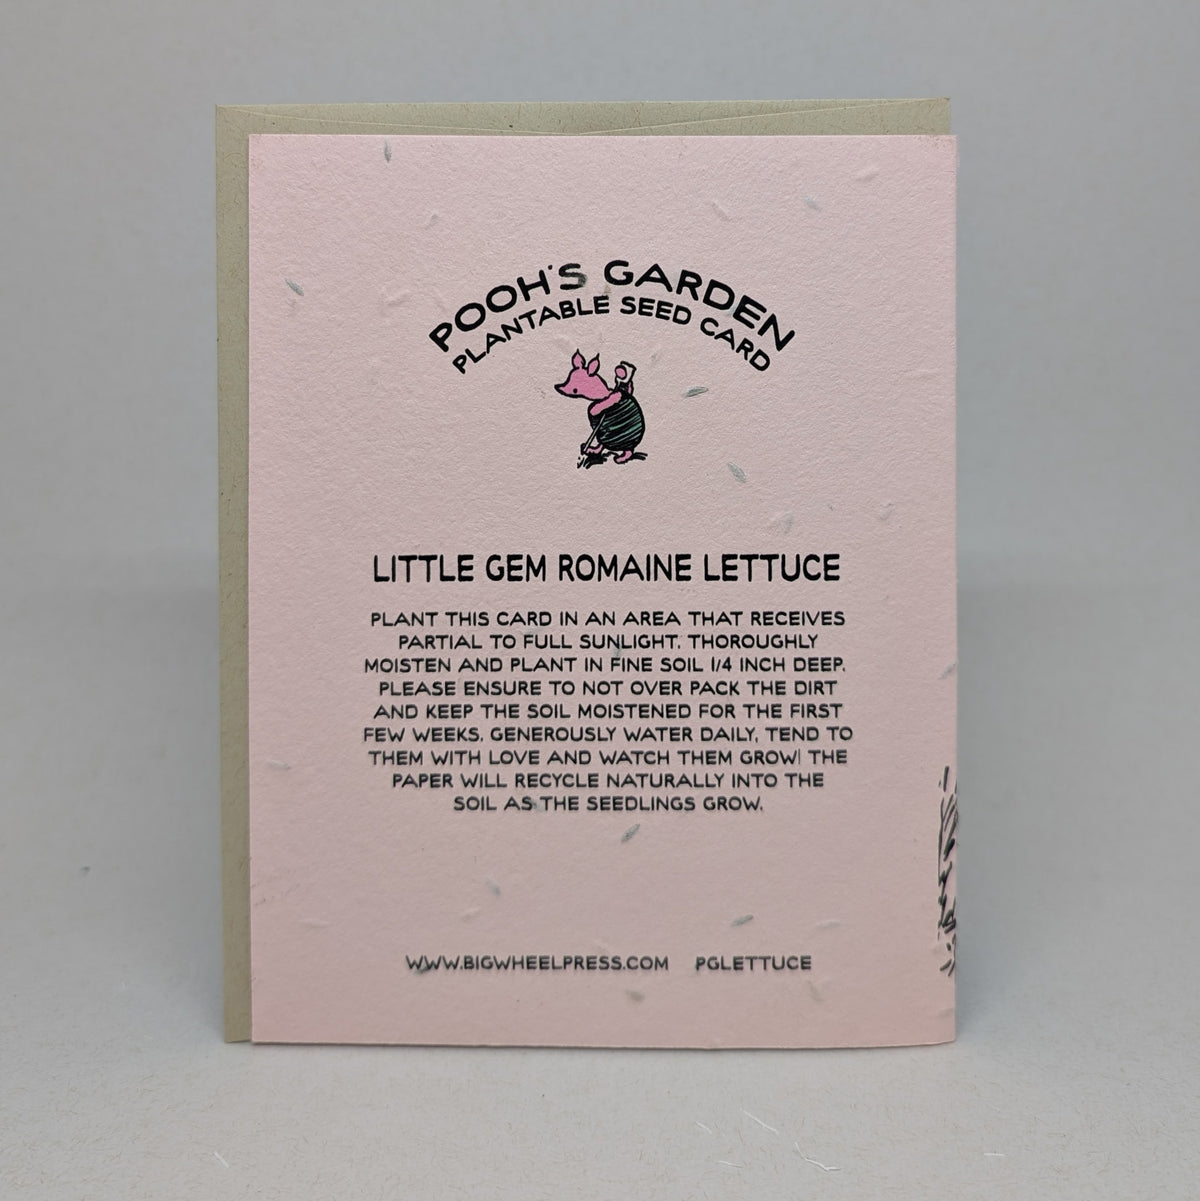 POOH'S GARDEN
PLANTABLE SEED CARD
LITTLE GEM ROMAINE LETTUCE
PLANT THIS CARD IN AN AREA THAT RECEIVES
PARTIAL TO FULL SUNLIGHT. THOROUGHLY
MOISTEN AND PLANT IN FINE SOIL 1/4 INCH DEEP.
PLEASE ENSURE TO NOT OVER PACK THE DIRT
AND KEEP THE SOIL MOISTENED FOR THE FIRST
FEW WEEKS. GENEROUSLY WATER DAILY, TEND TO
THEM WITH LOVE AND WATCH THEM GROW! THE
PAPER WILL RECYCLE NATURALLY INTO THE
SOIL AS THE SEEDLINGS GROW.
WWW.BIGWHEELPRESS.COM PGLETTUCE